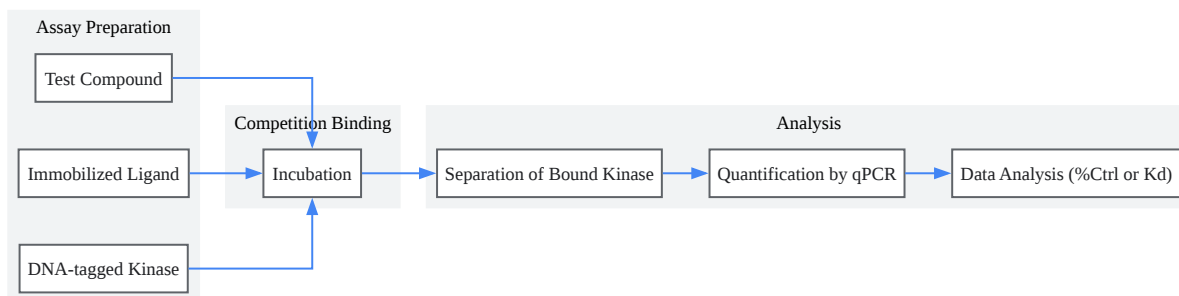 Assay Preparation
Test Compound
Immobilized Ligand
DNA-tagged Kinase
Competition Binding
Incubation
Analysis
Separation of Bound Kinase
Quantification by qPCR
Data Analysis (%Ctrl or Kd)